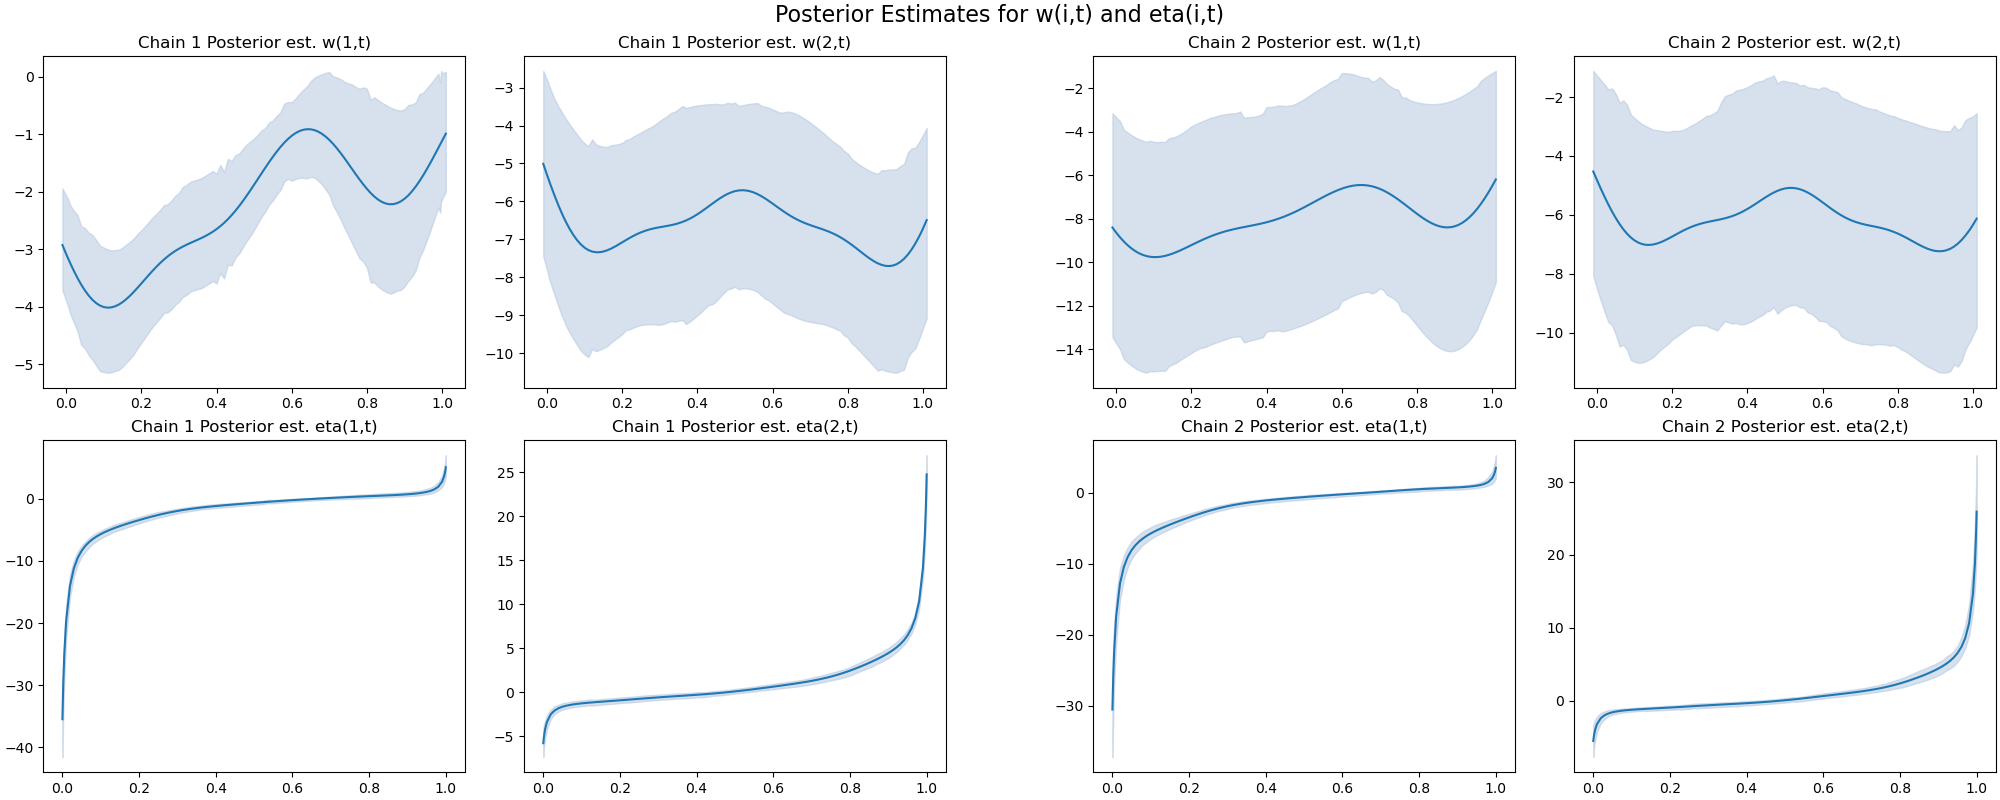 Posterior Estimates for w(i,t) and eta(i,t)
Chain 1 Posterior est. w(1,t)
0
−1
−2
−3
−4
−5
0.0 0.2 0.4 0.6 0.8 1.0
Chain 1 Posterior est. w(2,t)
−3
−4
−5
−6
−7
−8
−9
−10
0.0 0.2 0.4 0.6 0.8 1.0
Chain 2 Posterior est. w(1,t)
−2
−4
−6
−8
−10
−12
−14
0.0 0.2 0.4 0.6 0.8 1.0
Chain 2 Posterior est. w(2,t)
−2
−4
−6
−8
−10
0.0 0.2 0.4 0.6 0.8 1.0
Chain 1 Posterior est. eta(1,t)
0
−10
−20
−30
−40
0.0 0.2 0.4 0.6 0.8 1.0
Chain 1 Posterior est. eta(2,t)
25
20
15
10
5
0
−5
0.0 0.2 0.4 0.6 0.8 1.0
Chain 2 Posterior est. eta(1,t)
0
−10
−20
−30
0.0 0.2 0.4 0.6 0.8 1.0
Chain 2 Posterior est. eta(2,t)
30
20
10
0
0.0 0.2 0.4 0.6 0.8 1.0